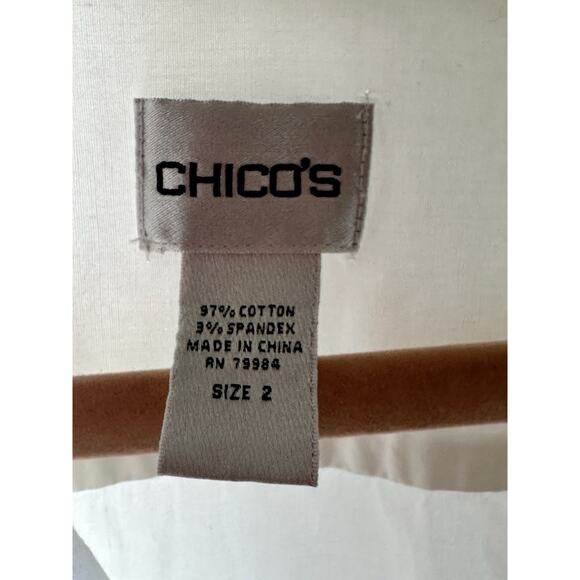 CHICO'S
97% COTTON
3% SPANDEX
MADE IN CHINA
RN 79984
SIZE 2